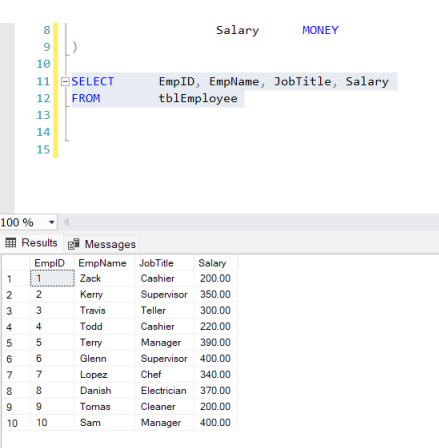 8 Salary MONEY
9 )
10
11 SELECT EmpID, EmpName, JobTitle, Salary
12 FROM tblEmployee
13
14
15
100 %
Results Messages
EmpID EmpName JobTitle Salary
1 1 Zack Cashier 200.00
2 2 Kerry Supervisor 350.00
3 3 Travis Teller 300.00
4 4 Todd Cashier 220.00
5 5 Terry Manager 390.00
6 6 Glenn Supervisor 400.00
7 7 Lopez Chef 340.00
8 8 Danish Electrician 370.00
9 9 Tomas Cleaner 200.00
10 10 Sam Manager 400.00